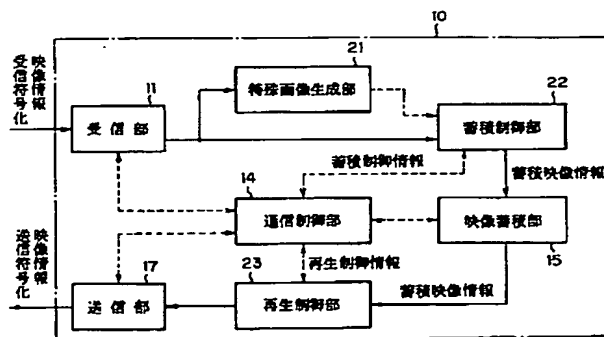 10
受信符号化
映像情報
11
受信部
21
特殊画像生成部
22
蓄積制御部
蓄積制御情報
蓄積映像情報
14
通信制御部
映像蓄積部
15
再生制御情報
送信符号化
映像情報
17
送信部
23
再生制御部
蓄積映像情報